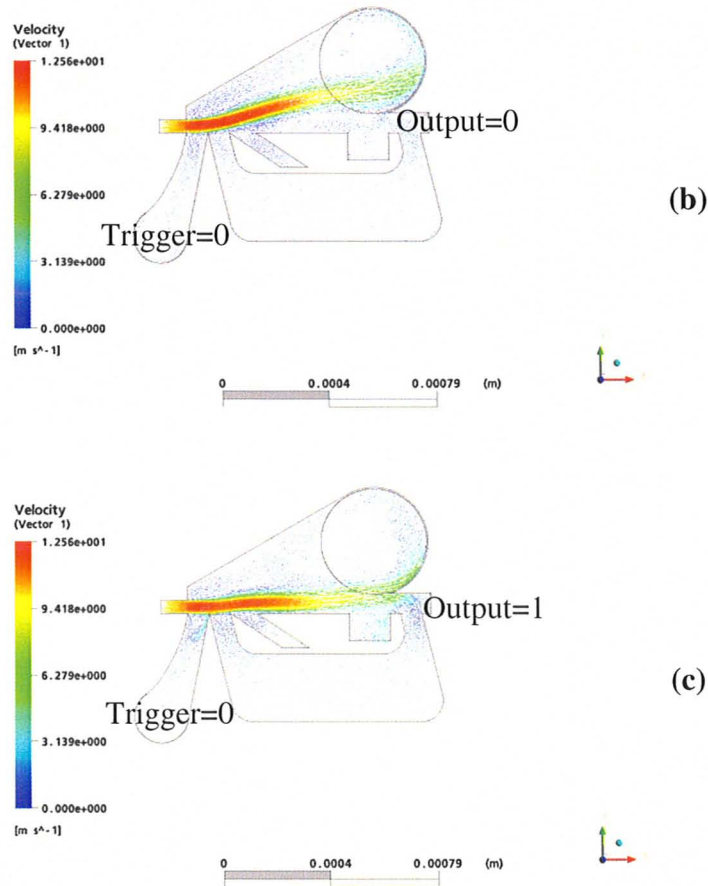 Velocity
(Vector 1)
1.256e+001
9.418e+000
6.279e+000
3.139e+000
0.000e+000
[m s^-1]
Output=0
Trigger=0
(b)
0 0.0004 0.00079 (m)
Velocity
(Vector 1)
1.256e+001
9.418e+000
6.279e+000
3.139e+000
0.000e+000
[m s^-1]
Output=1
Trigger=0
(c)
0 0.0004 0.00079 (m)